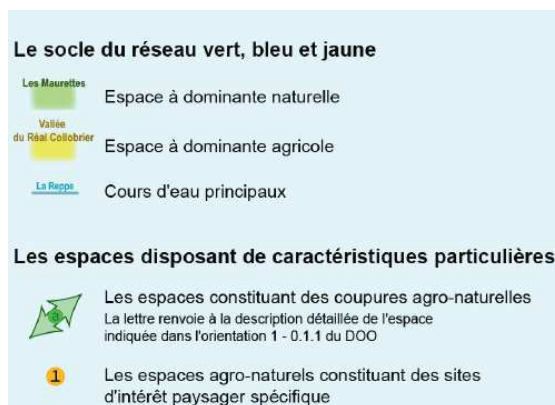 Le socle du réseau vert, bleu et jaune
Les Maurettes
Espace à dominante naturelle
Vallée
du Réal Collobrier
Espace à dominante agricole
La Reppe
Cours d'eau principaux
Les espaces disposant de caractéristiques particulières
a
Les espaces constituant des coupures agro-naturelles
La lettre renvoie à la description détaillée de l'espace
indiquée dans l'orientation 1 - 0.1.1 du DOO
1
Les espaces agro-naturels constituant des sites
d'intérêt paysager spécifique